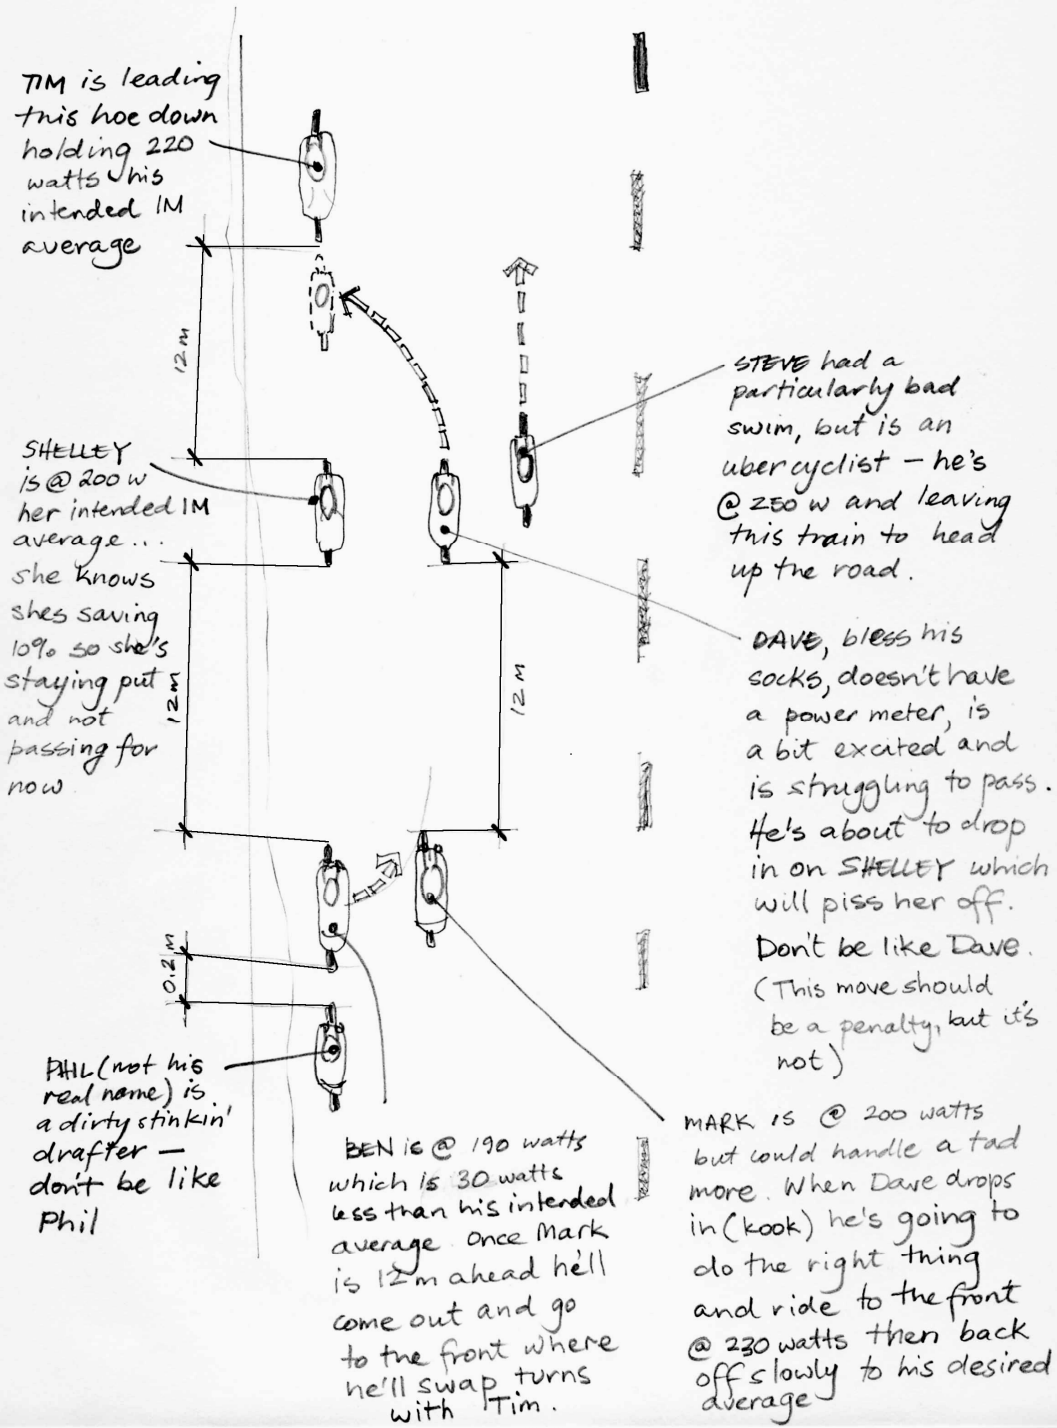 TIM is leading
this hoe down
holding 220
watts his
intended IM
average
12 m
SHELLEY
is @ 200 w
her intended IM
average...
she knows
shes saving
10% so she's
staying put
and not
passing for
now
12 m
12 m
STEVE had a
particularly bad
swim, but is an
uber cyclist – he's
@ 250 w and leaving
this train to head
up the road.
DAVE, bless his
socks, doesn't have
a power meter, is
a bit excited and
is struggling to pass.
He's about to drop
in on SHELLEY which
will piss her off.
Don't be like Dave.
(This move should
be a penalty, but it's
not)
0.2 m
PHIL (not his
real name) is
a dirty stinkin'
drafter –
don't be like
Phil
BEN is @ 190 watts
which is 30 watts
less than his intended
average. Once Mark
is 12 m ahead he'll
come out and go
to the front where
he'll swap turns
with Tim.
MARK is @ 200 watts
but could handle a tad
more. When Dave drops
in (kook) he's going to
do the right thing
and ride to the front
@ 230 watts then back
off slowly to his desired
average